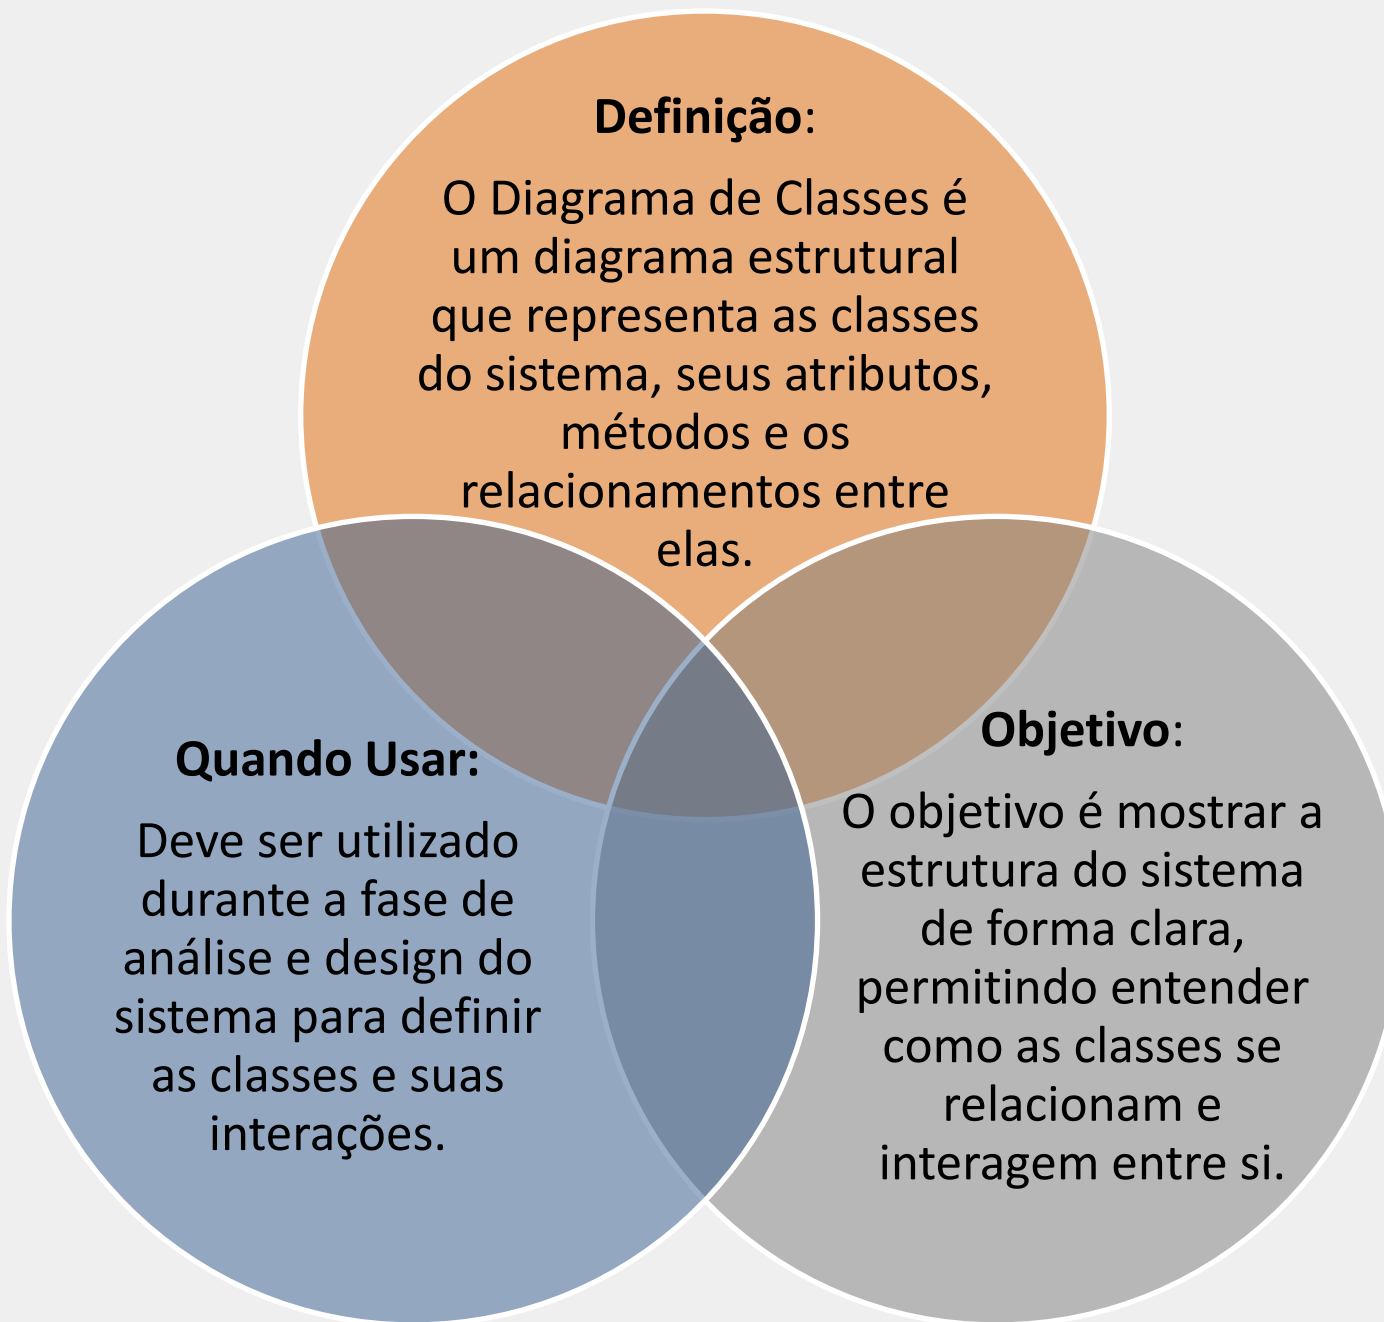 Definição:
O Diagrama de Classes é
um diagrama estrutural
que representa as classes
do sistema, seus atributos,
métodos e os
relacionamentos entre
elas.
Quando Usar:
Deve ser utilizado
durante a fase de
análise e design do
sistema para definir
as classes e suas
interações.
Objetivo:
O objetivo é mostrar a
estrutura do sistema
de forma clara,
permitindo entender
como as classes se
relacionam e
interagem entre si.